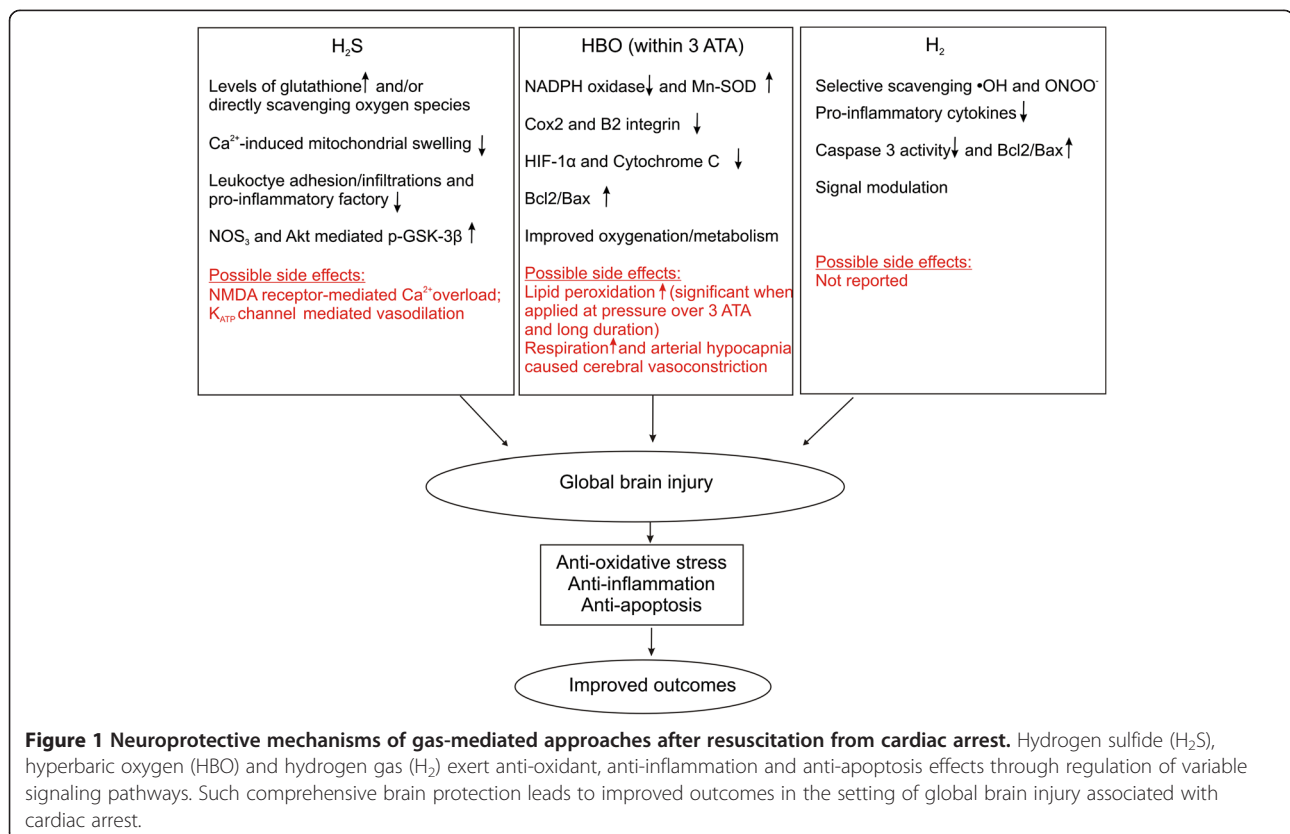 H₂S
Levels of glutathione↑ and/or
directly scavenging oxygen species
Ca²⁺-induced mitochondrial swelling ↓
Leukoctye adhesion/infiltrations and
pro-inflammatory factory ↓
NOS₃ and Akt mediated p-GSK-3β ↑
Possible side effects:
NMDA receptor-mediated Ca²⁺overload;
K_ATP channel mediated vasodilation
HBO (within 3 ATA)
NADPH oxidase↓ and Mn-SOD ↑
Cox2 and B2 integrin ↓
HIF-1α and Cytochrome C ↓
Bcl2/Bax ↑
Improved oxygenation/metabolism
Possible side effects:
Lipid peroxidation ↑ (significant when
applied at pressure over 3 ATA
and long duration)
Respiration↑ and arterial hypocapnia
caused cerebral vasoconstriction
H₂
Selective scavenging •OH and ONOO⁻
Pro-inflammatory cytokines ↓
Caspase 3 activity↓ and Bcl2/Bax↑
Signal modulation
Possible side effects:
Not reported
Global brain injury
Anti-oxidative stress
Anti-inflammation
Anti-apoptosis
Improved outcomes
Figure 1 Neuroprotective mechanisms of gas-mediated approaches after resuscitation from cardiac arrest. Hydrogen sulfide (H₂S),
hyperbaric oxygen (HBO) and hydrogen gas (H₂) exert anti-oxidant, anti-inflammation and anti-apoptosis effects through regulation of variable
signaling pathways. Such comprehensive brain protection leads to improved outcomes in the setting of global brain injury associated with
cardiac arrest.